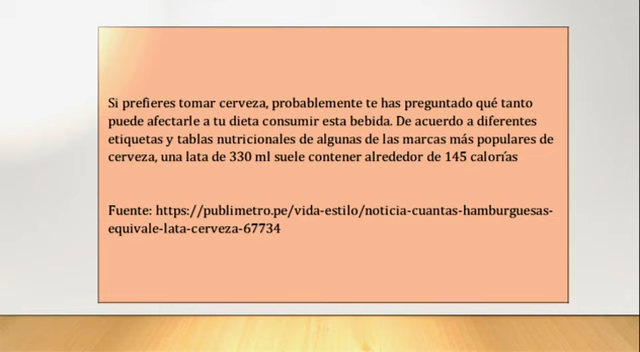 Si prefieres tomar cerveza, probablemente te has preguntado qué tanto
puede afectarle a tu dieta consumir esta bebida. De acuerdo a diferentes
etiquetas y tablas nutricionales de algunas de las marcas más populares de
cerveza, una lata de 330 ml suele contener alrededor de 145 calorías
Fuente: https://publimetro.pe/vida-estilo/noticia-cuantas-hamburguesas-
equivale-lata-cerveza-67734